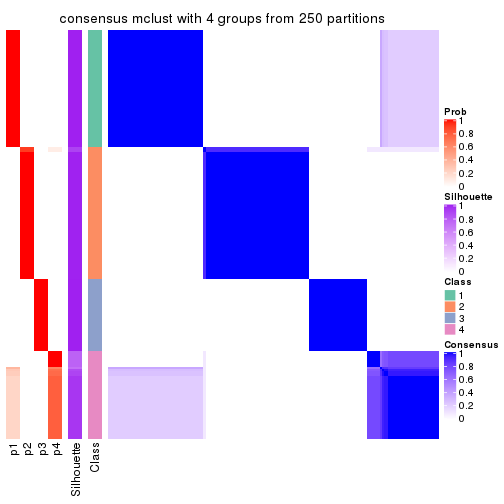 consensus mclust with 4 groups from 250 partitions
Prob
1
0.8
0.6
0.4
0.2
0
Silhouette
1
0.8
0.6
0.4
0.2
0
Class
1
2
3
4
Consensus
1
0.8
0.6
0.4
0.2
0
p1
p2
p3
p4
Silhouette
Class